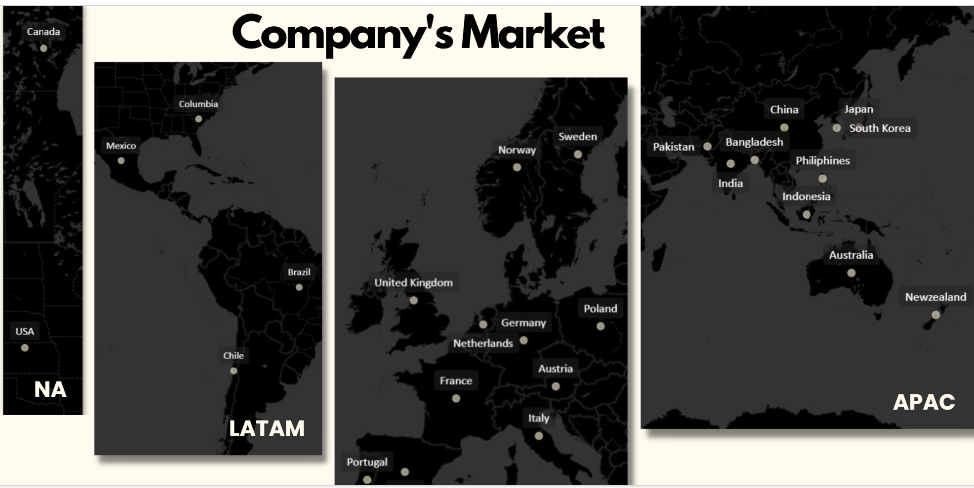 Company's Market
Canada
USA
NA
Columbia
Mexico
Brazil
Chile
LATAM
Sweden
Norway
United Kingdom
Poland
Germany
Netherlands
Austria
France
Italy
Portugal
China
Japan
South Korea
Pakistan
Bangladesh
Philiphines
India
Indonesia
Australia
Newzealand
APAC